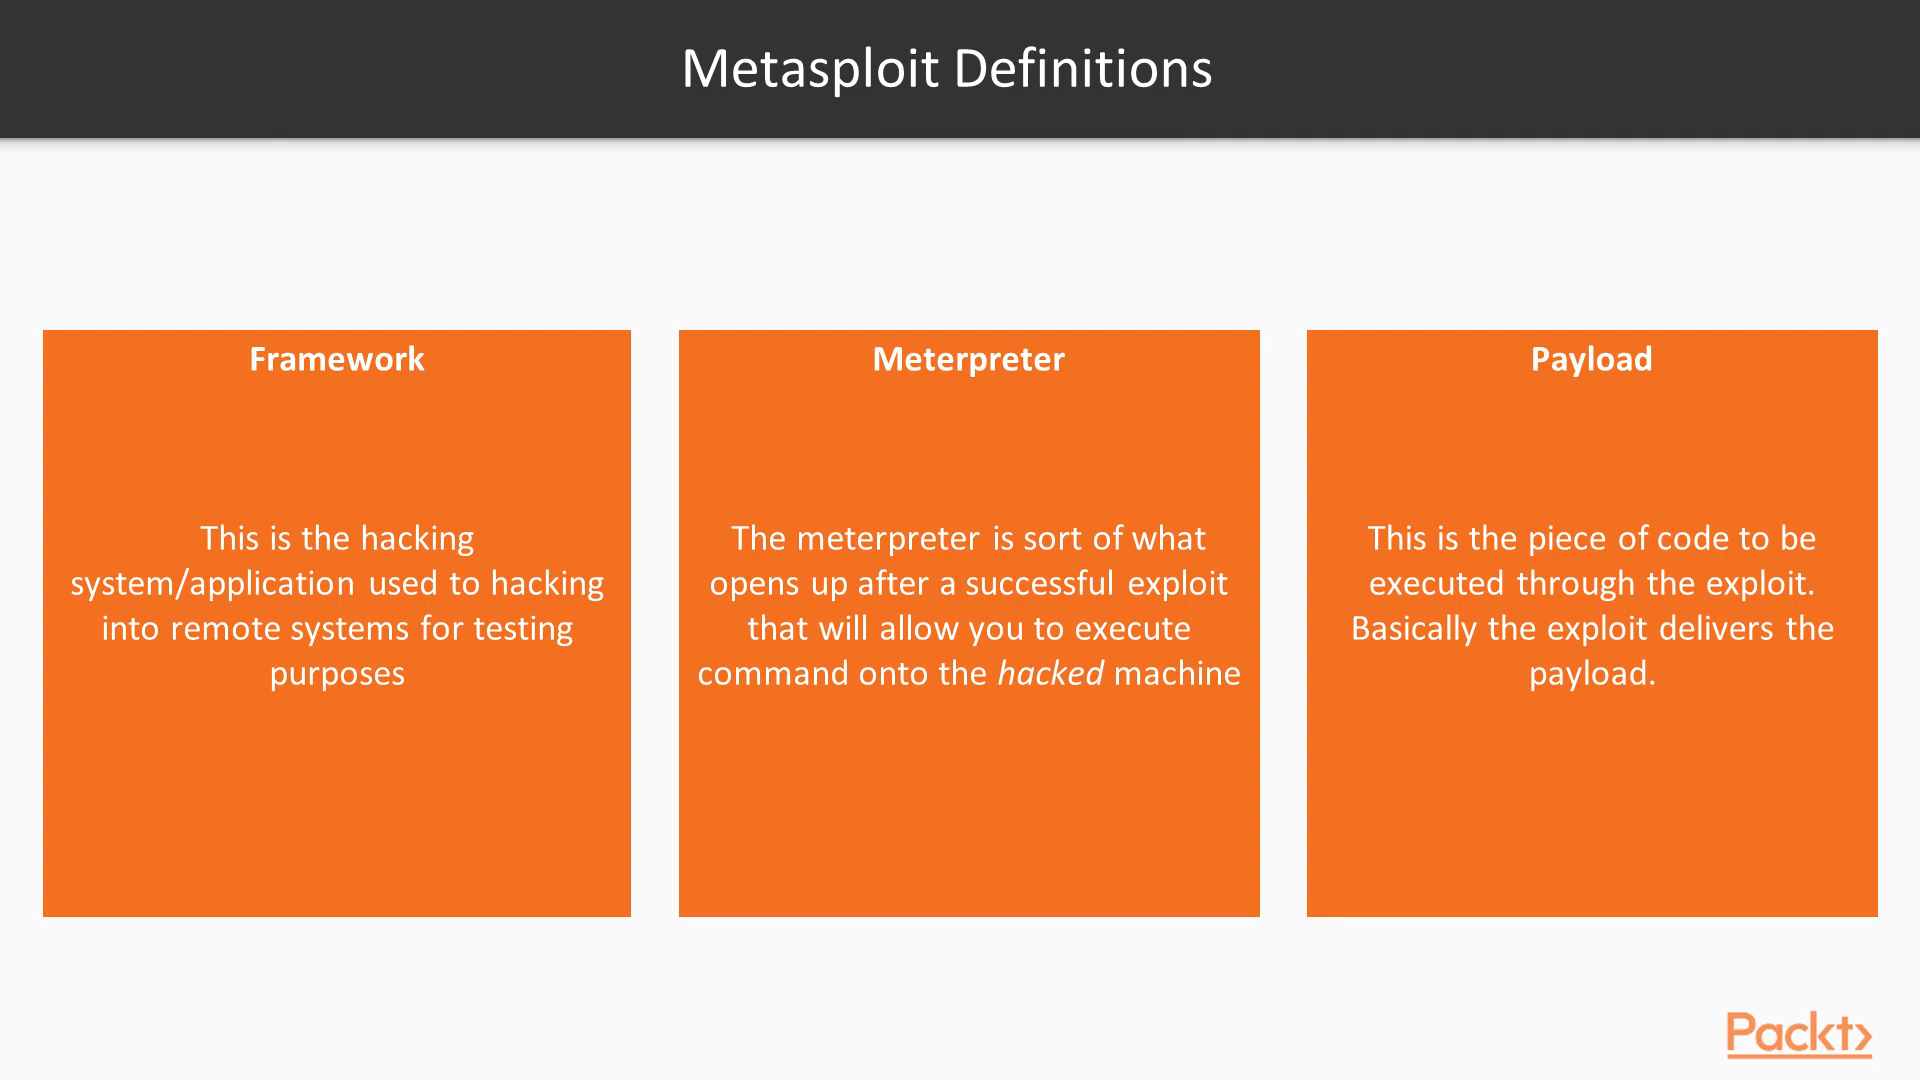 Metasploit Definitions
Framework
This is the hacking
system/application used to hacking
into remote systems for testing
purposes
Meterpreter
The meterpreter is sort of what
opens up after a successful exploit
that will allow you to execute
command onto the hacked machine
Payload
This is the piece of code to be
executed through the exploit.
Basically the exploit delivers the
payload.
Packt>